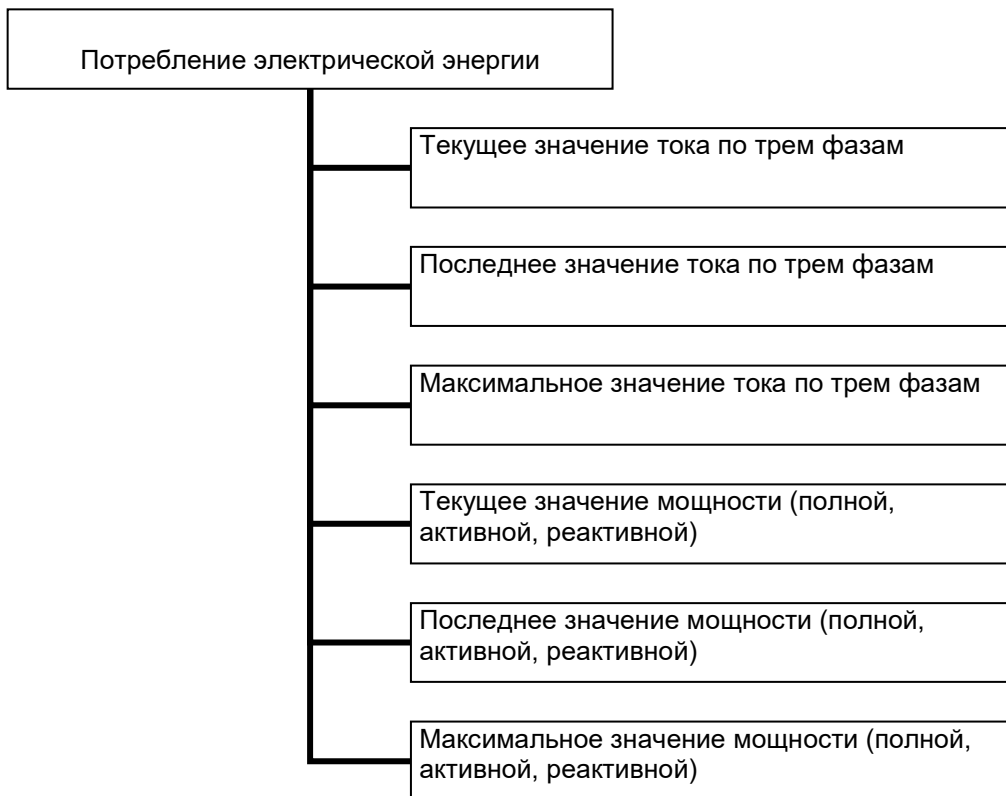 Потребление электрической энергии
Текущее значение тока по трем фазам
Последнее значение тока по трем фазам
Максимальное значение тока по трем фазам
Текущее значение мощности (полной,
активной, реактивной)
Последнее значение мощности (полной,
активной, реактивной)
Максимальное значение мощности (полной,
активной, реактивной)